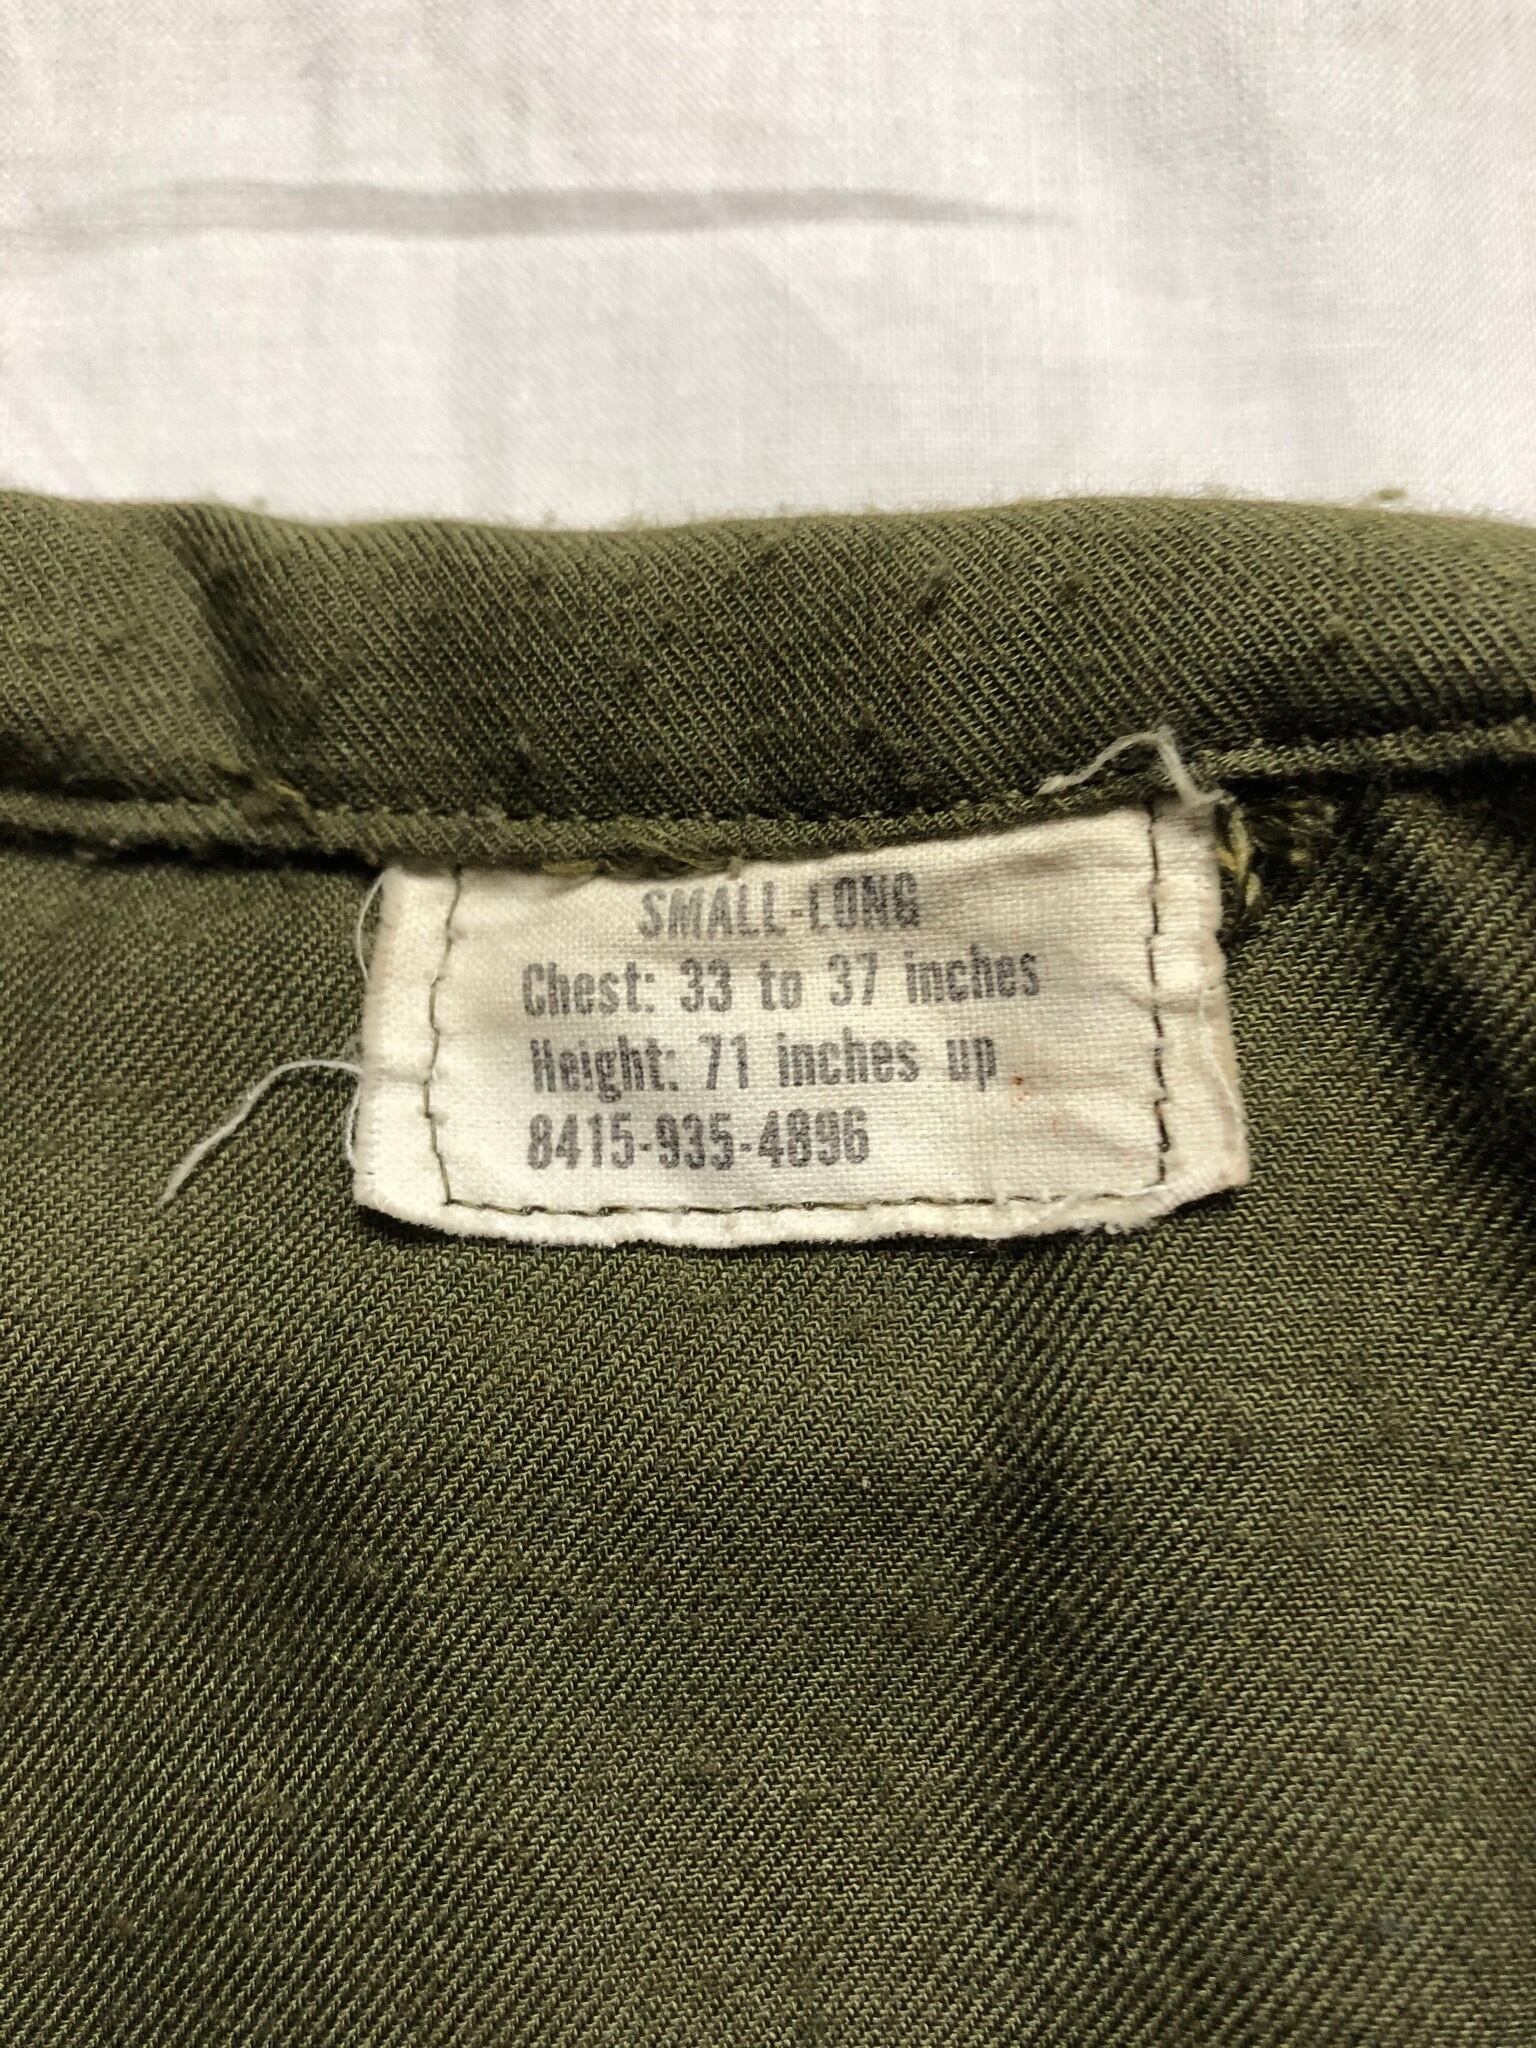 SMALL-LONG
Chest: 33 to 37 inches
Height: 71 inches up
8415-935-4896